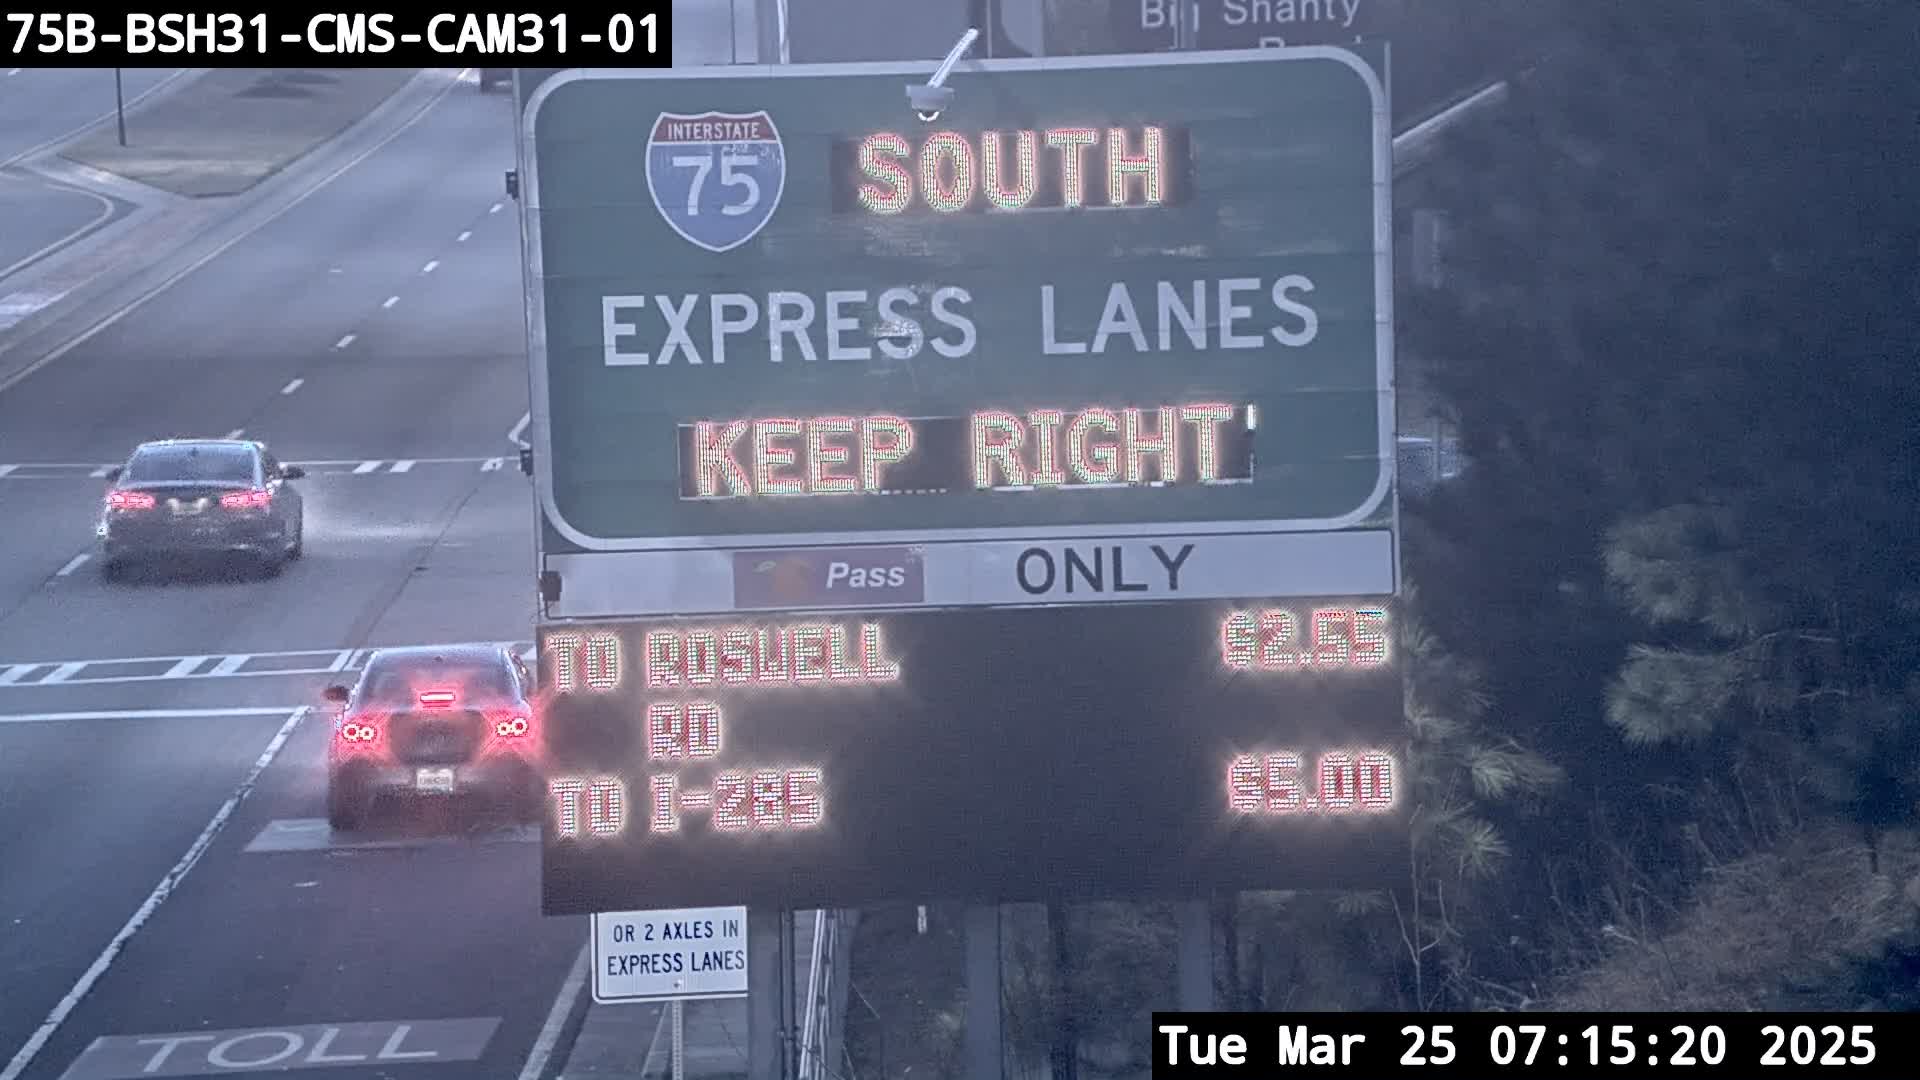 75B-BSH31-CMS-CAM31-01
Big Shanty
INTERSTATE
75
SOUTH
EXPRESS LANES
KEEP RIGHT
Pass ONLY
TO ROSWELL $2.55
RD
TO I-285 $5.00
OR 2 AXLES IN
EXPRESS LANES
TOLL
Tue Mar 25 07:15:20 2025